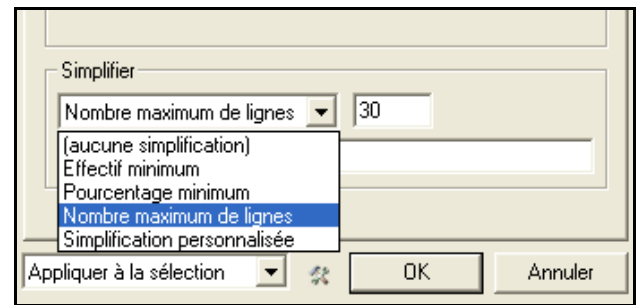 Simplifier
Nombre maximum de lignes 30
(aucune simplification)
Effectif minimum
Pourcentage minimum
Nombre maximum de lignes
Simplification personnalisée
Appliquer à la sélection OK Annuler